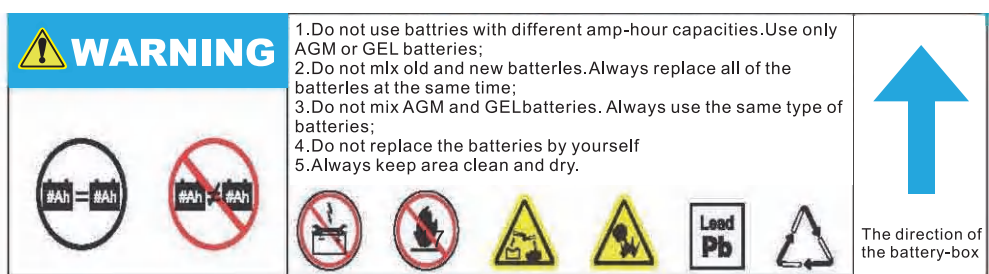 WARNING
#Ah = #Ah
#Ah ≠ #Ah
1.Do not use battries with different amp-hour capacities.Use only
AGM or GEL batteries;
2.Do not mlx old and new batterles.Always replace all of the
batterles at the same time;
3.Do not mix AGM and GELbatteries. Always use the same type of
batteries;
4.Do not replace the batteries by yourself
5.Always keep area clean and dry.
Lead
Pb
The direction of
the battery-box